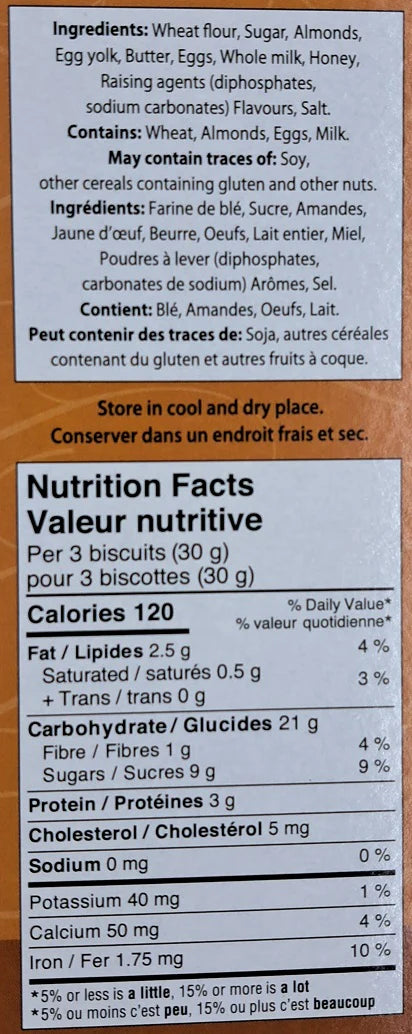 Ingredients: Wheat flour, Sugar, Almonds,
Egg yolk, Butter, Eggs, Whole milk, Honey,
Raising agents (diphosphates,
sodium carbonates) Flavours, Salt.
Contains: Wheat, Almonds, Eggs, Milk.
May contain traces of: Soy,
other cereals containing gluten and other nuts.
Ingrédients: Farine de blé, Sucre, Amandes,
Jaune d'œuf, Beurre, Oeufs, Lait entier, Miel,
Poudres à lever (diphosphates,
carbonates de sodium) Arômes, Sel.
Contient: Blé, Amandes, Oeufs, Lait.
Peut contenir des traces de: Soja, autres céréales
contenant du gluten et autres fruits à coque.
Store in cool and dry place.
Conserver dans un endroit frais et sec.
Nutrition Facts
Valeur nutritive
Per 3 biscuits (30 g)
pour 3 biscottes (30 g)
Calories 120 % Daily Value*
% valeur quotidienne*
Fat / Lipides 2.5 g 4 %
Saturated / saturés 0.5 g 3 %
+ Trans / trans 0 g
Carbohydrate / Glucides 21 g
Fibre / Fibres 1 g 4 %
Sugars / Sucres 9 g 9 %
Protein / Protéines 3 g
Cholesterol / Cholestérol 5 mg
Sodium 0 mg 0 %
Potassium 40 mg 1 %
Calcium 50 mg 4 %
Iron / Fer 1.75 mg 10 %
*5% or less is a little, 15% or more is a lot
*5% ou moins c'est peu, 15% ou plus c'est beaucoup